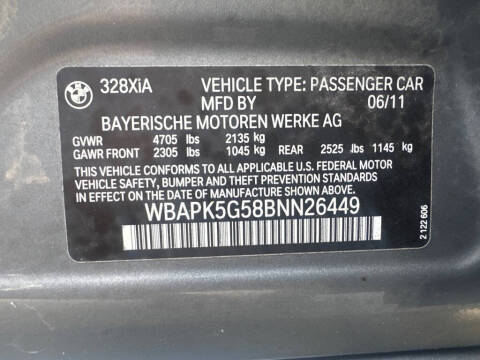 328XiA VEHICLE TYPE: PASSENGER CAR
MFD BY 06/11
BAYERISCHE MOTOREN WERKE AG
GVWR 4705 lbs 2135 kg
GAWR FRONT 2305 lbs 1045 kg REAR 2525 lbs 1145 kg
THIS VEHICLE CONFORMS TO ALL APPLICABLE U.S. FEDERAL MOTOR
VEHICLE SAFETY, BUMPER AND THEFT PREVENTION STANDARDS
IN EFFECT ON THE DATE OF MANUFACTURE SHOWN ABOVE.
WBAPK5G58BNN26449
2 122 606